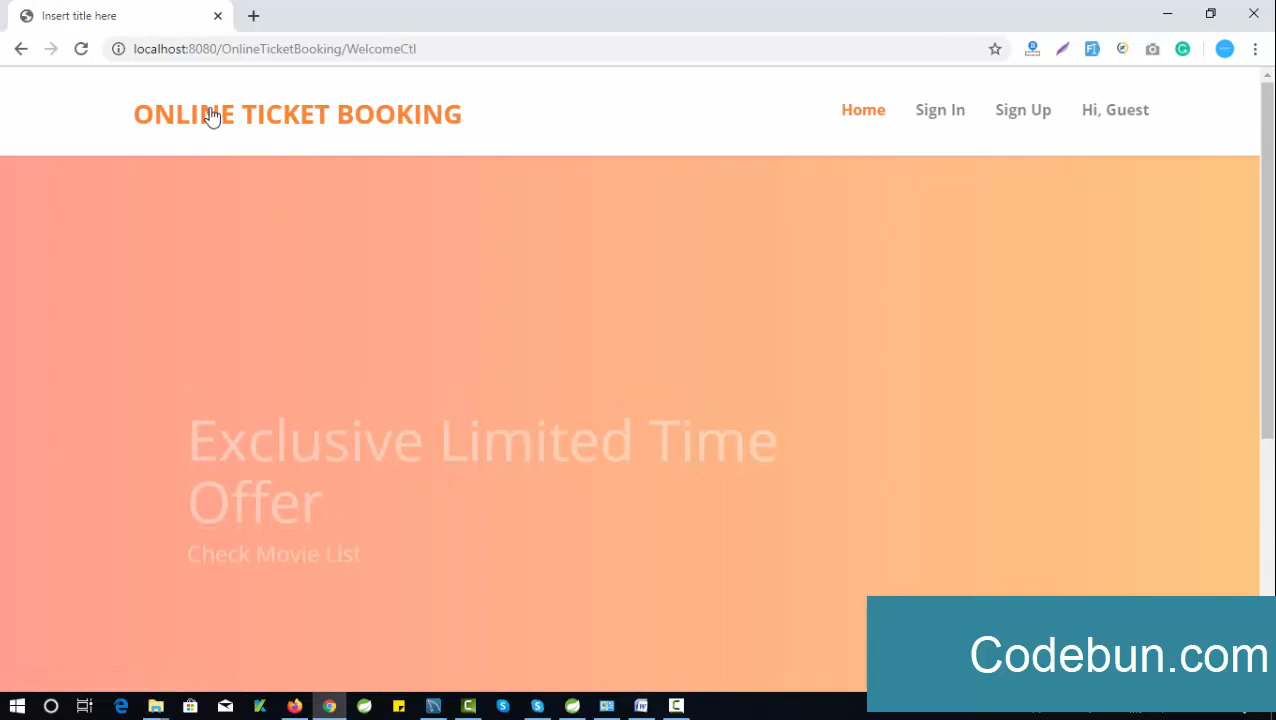 Insert title here
localhost:8080/OnlineTicketBooking/WelcomeCtl
ONLINE TICKET BOOKING
Home
Sign In
Sign Up
Hi, Guest
Exclusive Limited Time
Offer
Check Movie List
Codebun.com